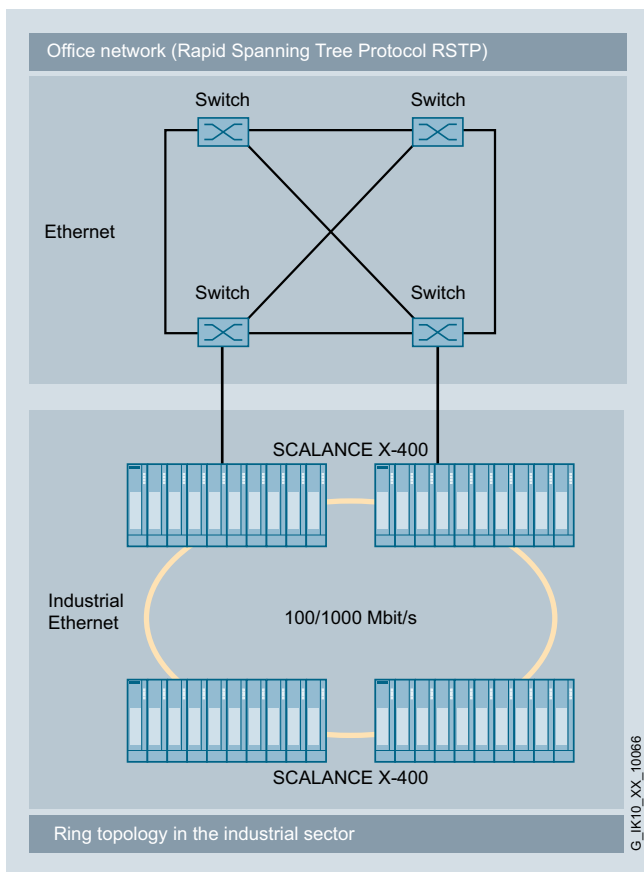 Office network (Rapid Spanning Tree Protocol RSTP)
Switch
Switch
Ethernet
Switch
Switch
SCALANCE X-400
Industrial
Ethernet
100/1000 Mbit/s
SCALANCE X-400
Ring topology in the industrial sector
G_IK10_XX_10066